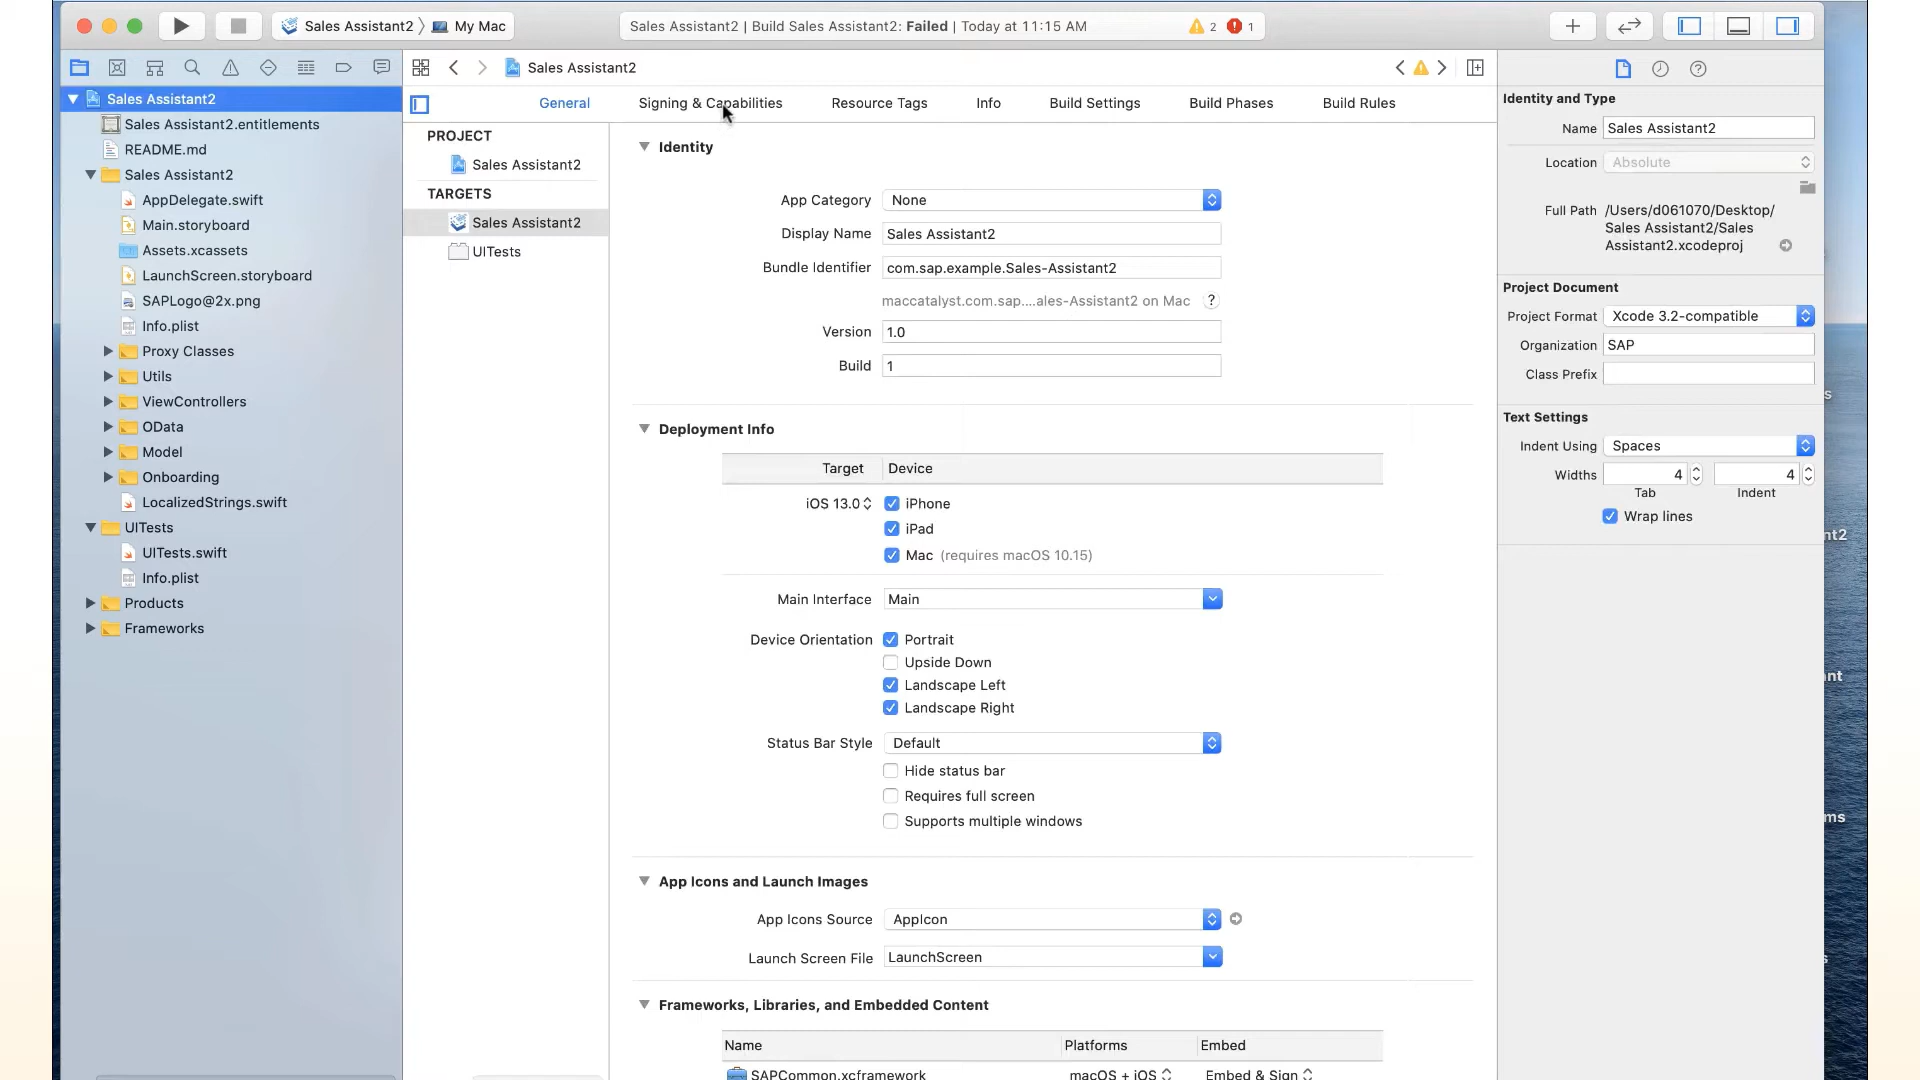 Sales Assistant2 〉 My Mac
Sales Assistant2 | Build Sales Assistant2: Failed | Today at 11:15 AM
2
1
Sales Assistant2
Sales Assistant2.entitlements
README.md
Sales Assistant2
AppDelegate.swift
Main.storyboard
Assets.xcassets
LaunchScreen.storyboard
SAPLogo@2x.png
Info.plist
Proxy Classes
Utils
ViewControllers
OData
Model
Onboarding
LocalizedStrings.swift
UITests
UITests.swift
Info.plist
Products
Frameworks
Sales Assistant2
General
Signing & Capabilities
Resource Tags
Info
Build Settings
Build Phases
Build Rules
PROJECT
Sales Assistant2
TARGETS
Sales Assistant2
UITests
Identity
App Category None
Display Name Sales Assistant2
Bundle Identifier com.sap.example.Sales-Assistant2
maccatalyst.com.sap....ales-Assistant2 on Mac ?
Version 1.0
Build 1
Deployment Info
Target Device
iOS 13.0 iPhone
iPad
Mac (requires macOS 10.15)
Main Interface Main
Device Orientation Portrait
Upside Down
Landscape Left
Landscape Right
Status Bar Style Default
Hide status bar
Requires full screen
Supports multiple windows
App Icons and Launch Images
App Icons Source AppIcon
Launch Screen File LaunchScreen
Frameworks, Libraries, and Embedded Content
Name Platforms Embed
SAPCommon.xcframework macOS + iOS Embed & Sign
Identity and Type
Name Sales Assistant2
Location Absolute
Full Path /Users/d061070/Desktop/
Sales Assistant2/Sales
Assistant2.xcodeproj
Project Document
Project Format Xcode 3.2-compatible
Organization SAP
Class Prefix
Text Settings
Indent Using Spaces
Widths 4 4
Tab Indent
Wrap lines
s
nt2
nt
ms
s